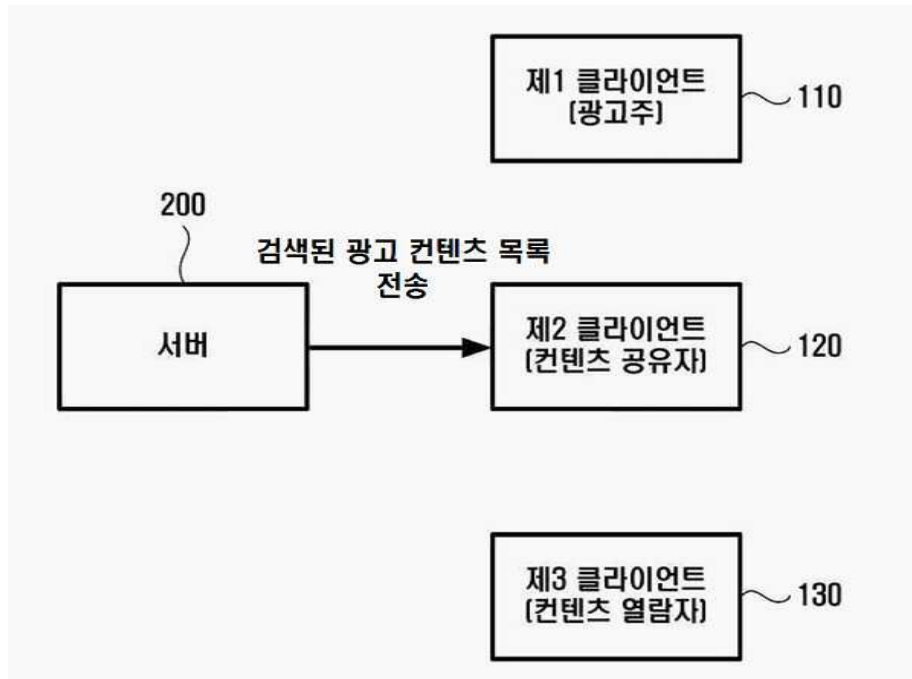 제1 클라이언트
(광고주)
110
200
검색된 광고 컨텐츠 목록
전송
서버
제2 클라이언트
(컨텐츠 공유자)
120
제3 클라이언트
(컨텐츠 열람자)
130